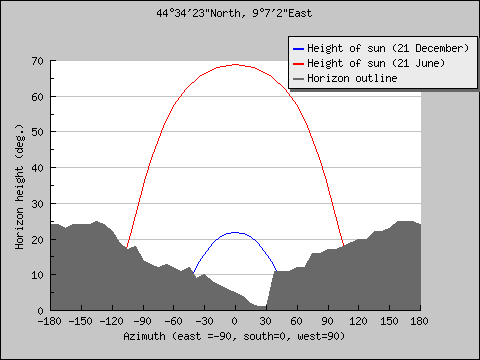 44°34'23"North, 9°7'2"East
Height of sun (21 December)
Height of sun (21 June)
Horizon outline
Horizon height (deg.)
70
60
50
40
30
20
10
0
-180 -150 -120 -90 -60 -30 0 30 60 90 120 150 180
Azimuth (east =-90, south=0, west=90)